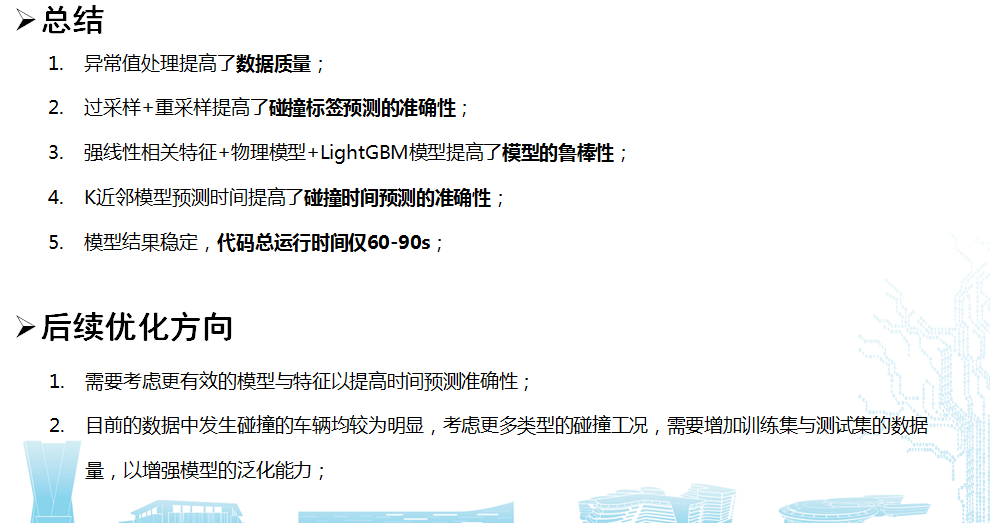 ➢总结
1. 异常值处理提高了数据质量；
2. 过采样+重采样提高了碰撞标签预测的准确性；
3. 强线性相关特征+物理模型+LightGBM模型提高了模型的鲁棒性；
4. K近邻模型预测时间提高了碰撞时间预测的准确性；
5. 模型结果稳定，代码总运行时间仅60-90s；
➢后续优化方向
1. 需要考虑更有效的模型与特征以提高时间预测准确性；
2. 目前的数据中发生碰撞的车辆均较为明显，考虑更多类型的碰撞工况，需要增加训练集与测试集的数据
量，以增强模型的泛化能力；